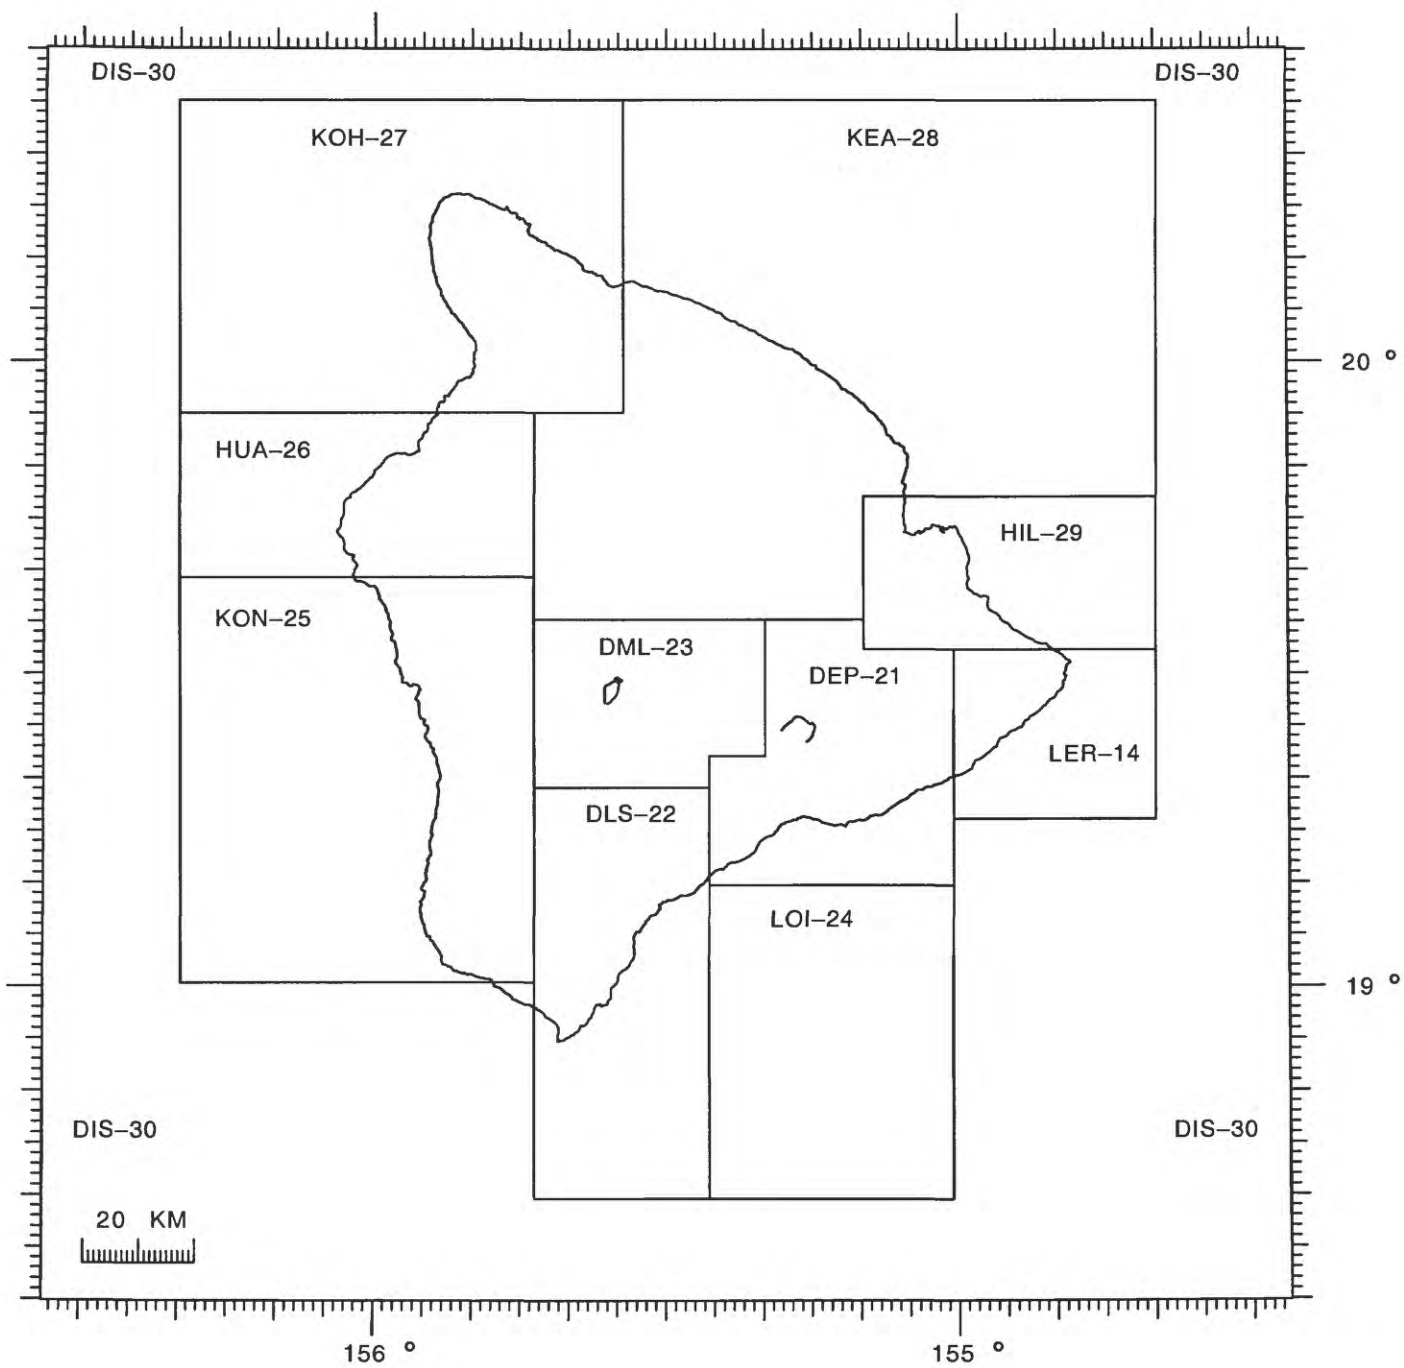 DIS–30 DIS–30
KOH–27 KEA–28
20 °
HUA–26
HIL–29
KON–25
DML–23
DEP–21
LER–14
DLS–22
LOI–24
19 °
DIS–30 DIS–30
20 KM
156 ° 155 °